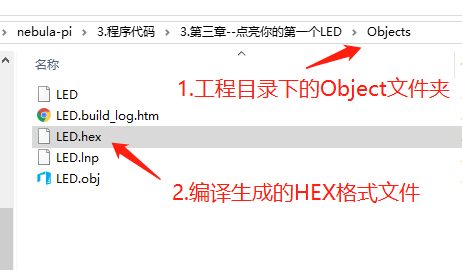 nebula-pi > 3.程序代码 > 3.第三章--点亮你的第一个LED > Objects
名称
1.工程目录下的Object文件夹
LED
LED.build_log.htm
LED.hex
LED.lnp
LED.obj
2.编译生成的HEX格式文件